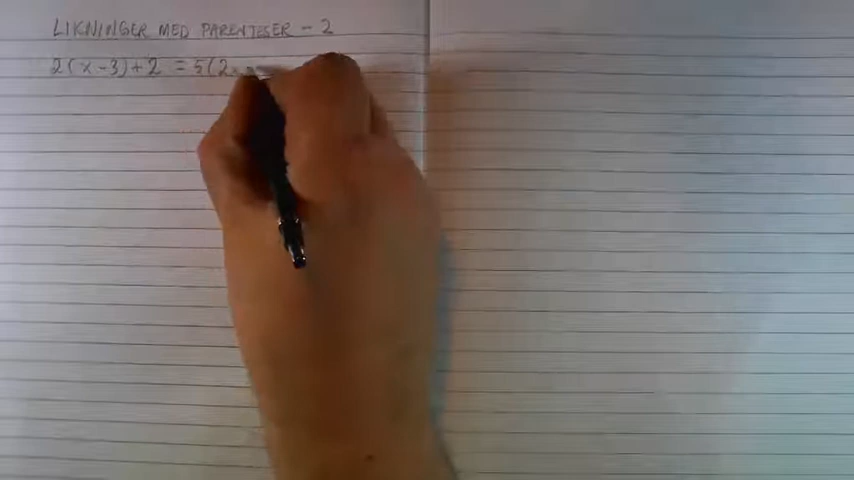 LIKNINGER MED PARENTESER - 2
2(x-3)+2 = 5(2